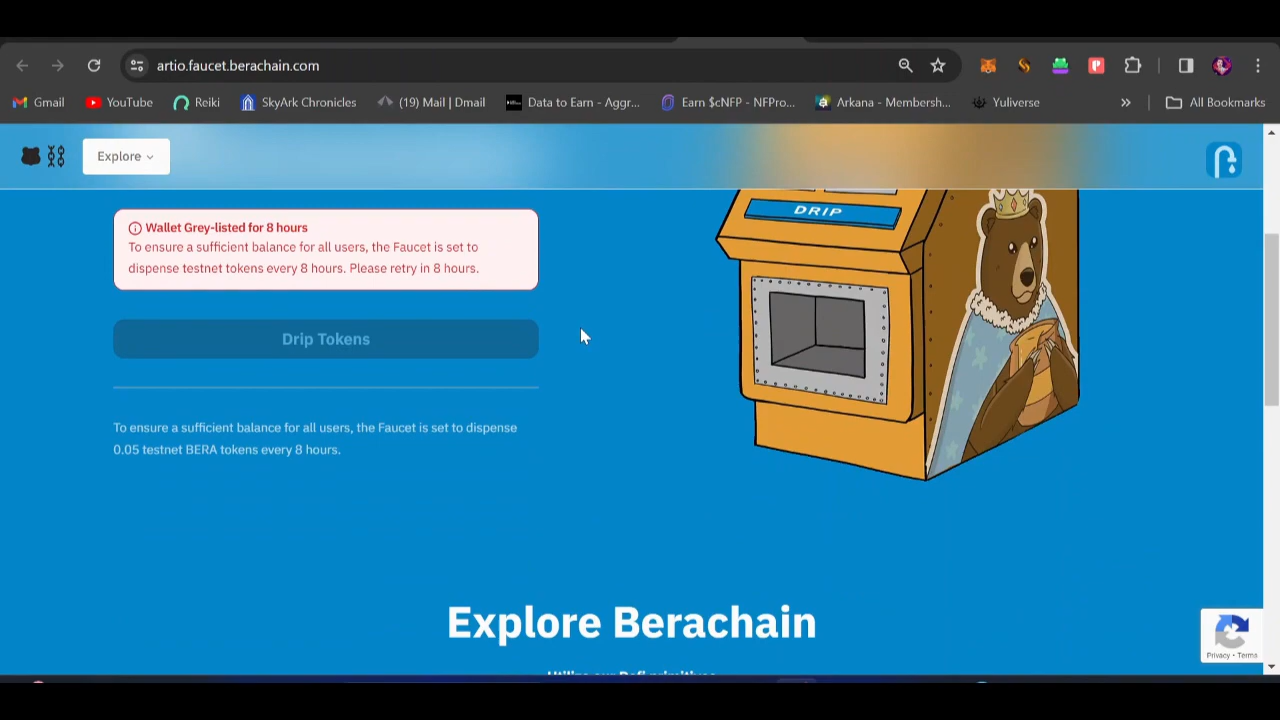 artio.faucet.berachain.com
Gmail
YouTube
Reiki
SkyArk Chronicles
(19) Mail | Dmail
Data to Earn - Aggr...
Earn $cNFP - NFPro...
Arkana - Membersh...
Yuliverse
»
All Bookmarks
Explore
DRIP
Wallet Grey-listed for 8 hours
To ensure a sufficient balance for all users, the Faucet is set to
dispense testnet tokens every 8 hours. Please retry in 8 hours.
Drip Tokens
To ensure a sufficient balance for all users, the Faucet is set to dispense
0.05 testnet BERA tokens every 8 hours.
Explore Berachain
Utilize our Defi primitives
Privacy - Terms